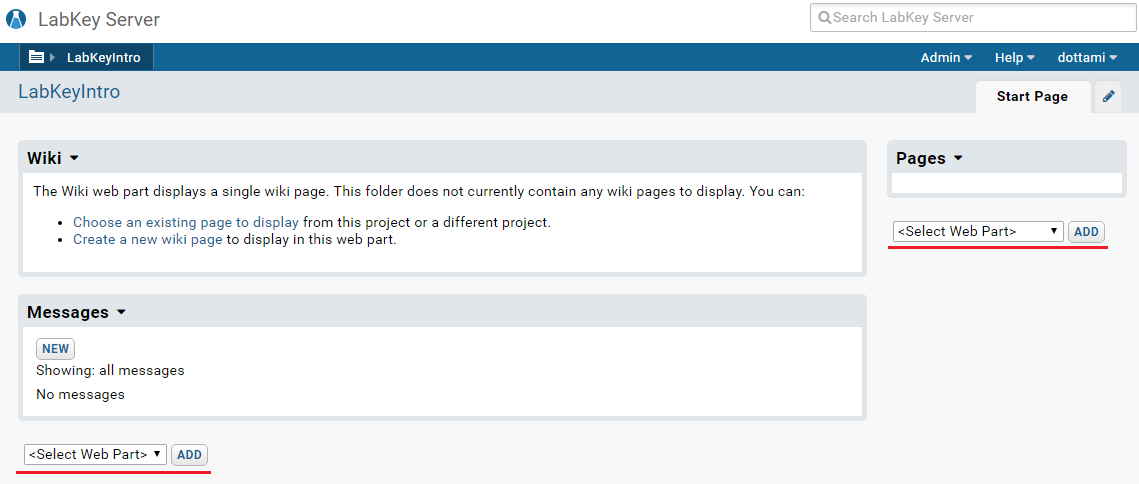 LabKey Server
Search LabKey Server
LabKeyIntro
Admin
Help
dottami
LabKeyIntro
Start Page
Wiki
The Wiki web part displays a single wiki page. This folder does not currently contain any wiki pages to display. You can:
• Choose an existing page to display from this project or a different project.
• Create a new wiki page to display in this web part.
Messages
NEW
Showing: all messages
No messages
<Select Web Part> ADD
Pages
<Select Web Part> ADD